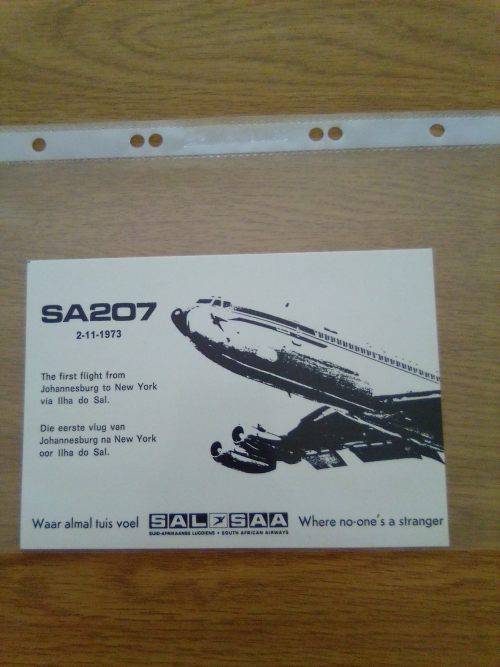 SA207
2-11-1973
The first flight from
Johannesburg to New York
via Ilha do Sal.
Die eerste vlug van
Johannesburg na New York
oor Ilha do Sal.
Waar almal tuis voel
SAL SAA
SUID-AFRIKAANSE LUGDIENS • SOUTH AFRICAN AIRWAYS
Where no-one's a stranger